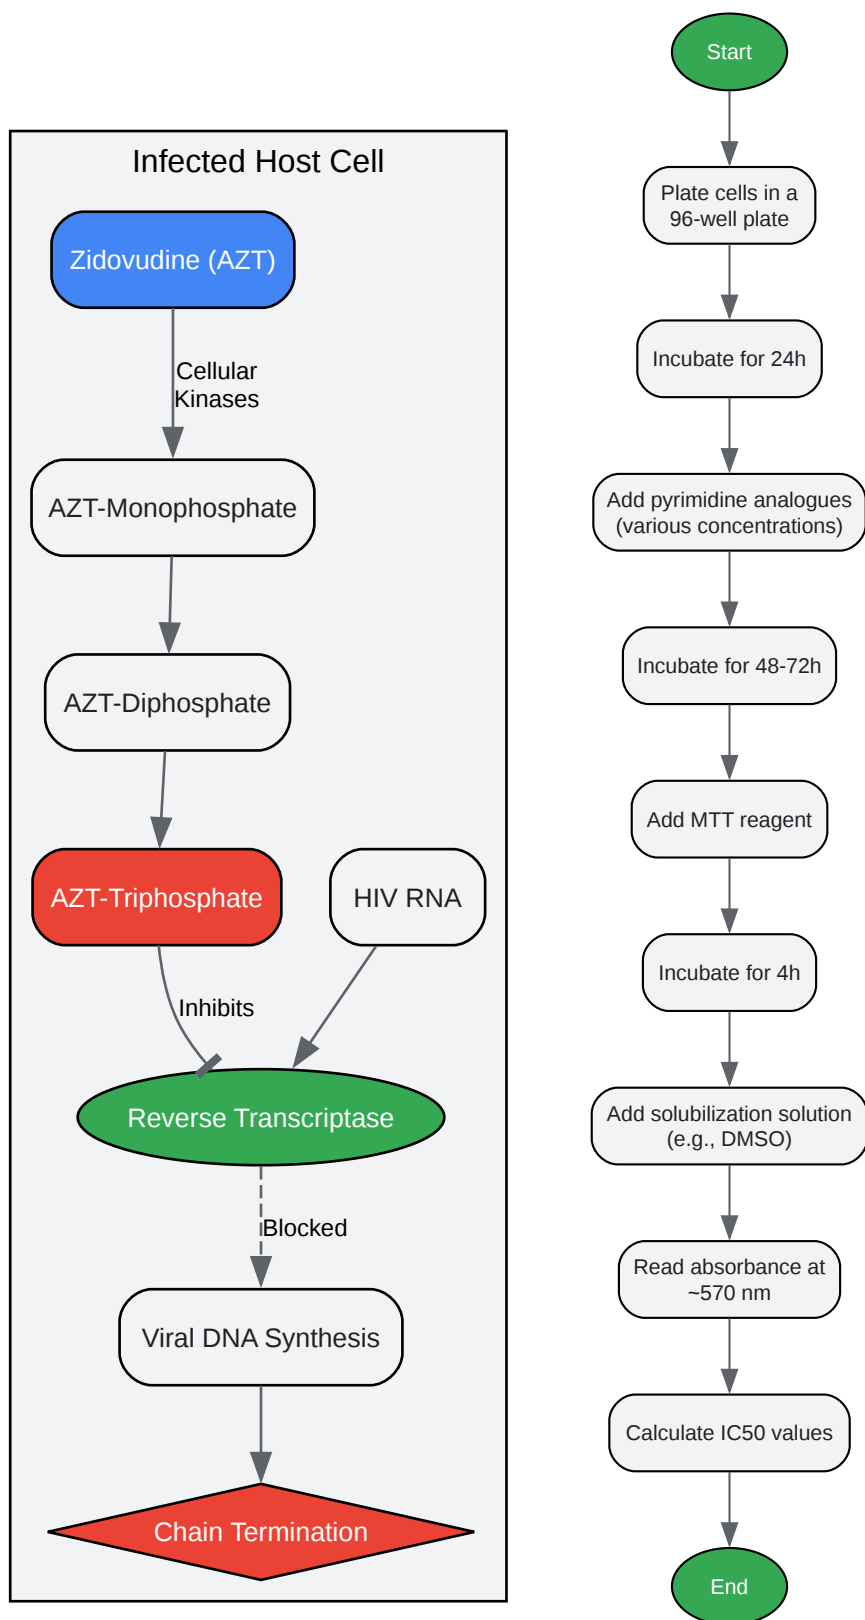 Infected Host Cell
Zidovudine (AZT)
Cellular
Kinases
AZT-Monophosphate
AZT-Diphosphate
AZT-Triphosphate
HIV RNA
Inhibits
Reverse Transcriptase
Blocked
Viral DNA Synthesis
Chain Termination
Start
Plate cells in a
96-well plate
Incubate for 24h
Add pyrimidine analogues
(various concentrations)
Incubate for 48-72h
Add MTT reagent
Incubate for 4h
Add solubilization solution
(e.g., DMSO)
Read absorbance at
~570 nm
Calculate IC50 values
End